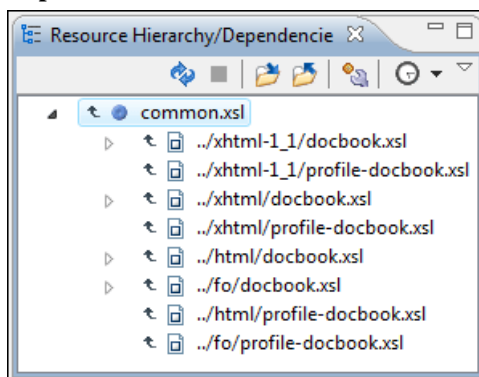 Resource Hierarchy/Dependencie
common.xsl
../xhtml-1_1/docbook.xsl
../xhtml-1_1/profile-docbook.xsl
../xhtml/docbook.xsl
../xhtml/profile-docbook.xsl
../html/docbook.xsl
../fo/docbook.xsl
../html/profile-docbook.xsl
../fo/profile-docbook.xsl